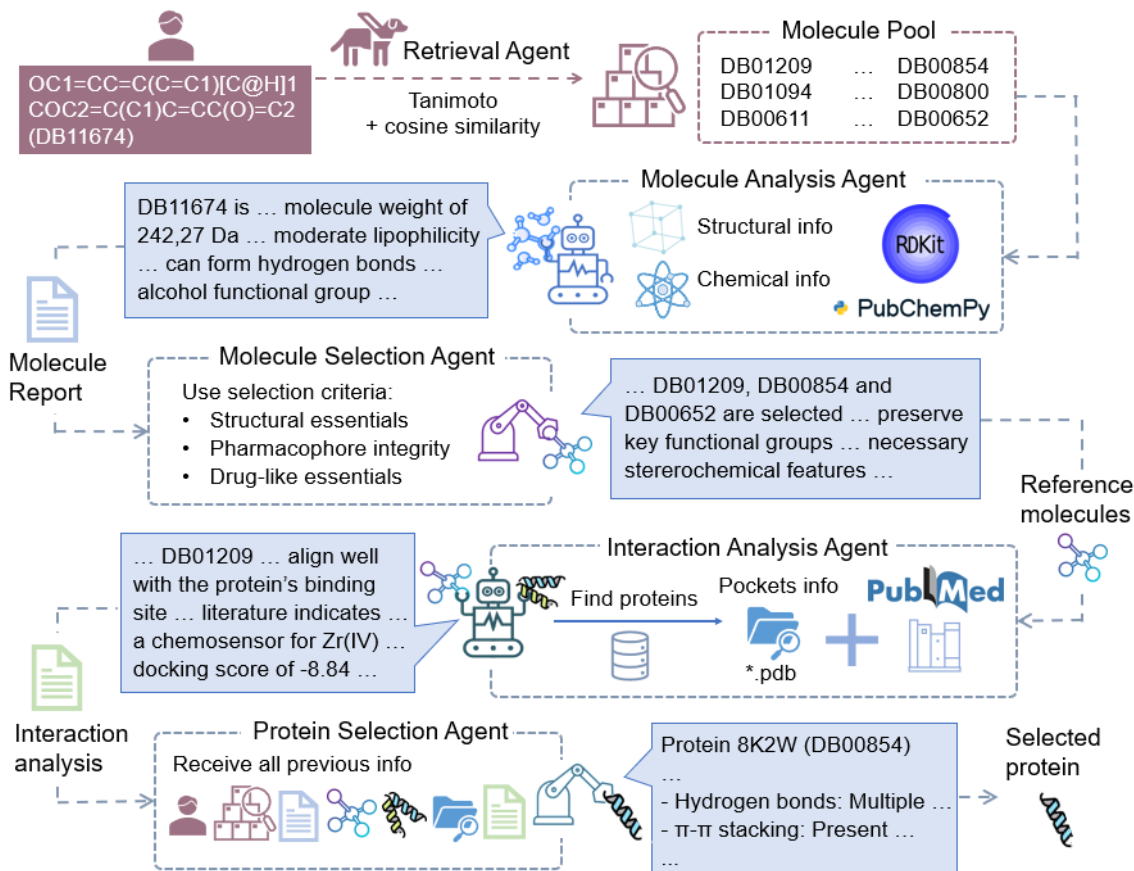 OC1=CC=C(C=C1)[C@H]1
COC2=C(C1)C=CC(O)=C2
(DB11674)
Retrieval Agent
Tanimoto
+ cosine similarity
Molecule Pool
DB01209 ... DB00854
DB01094 ... DB00800
DB00611 ... DB00652
DB11674 is ... molecule weight of
242,27 Da ... moderate lipophilicity
... can form hydrogen bonds ...
alcohol functional group ...
Molecule Analysis Agent
Structural info
Chemical info
RDKit
PubChemPy
Molecule
Report
Molecule Selection Agent
Use selection criteria:
• Structural essentials
• Pharmacophore integrity
• Drug-like essentials
... DB01209, DB00854 and
DB00652 are selected ... preserve
key functional groups ... necessary
stererochemical features ...
Reference
molecules
... DB01209 ... align well
with the protein's binding
site ... literature indicates ...
a chemosensor for Zr(IV) ...
docking score of -8.84 ...
Interaction Analysis Agent
Find proteins
Pockets info
*.pdb
PubMed
Interaction
analysis
Protein Selection Agent
Receive all previous info
Protein 8K2W (DB00854)
...
- Hydrogen bonds: Multiple ...
- π-π stacking: Present ...
...
Selected
protein